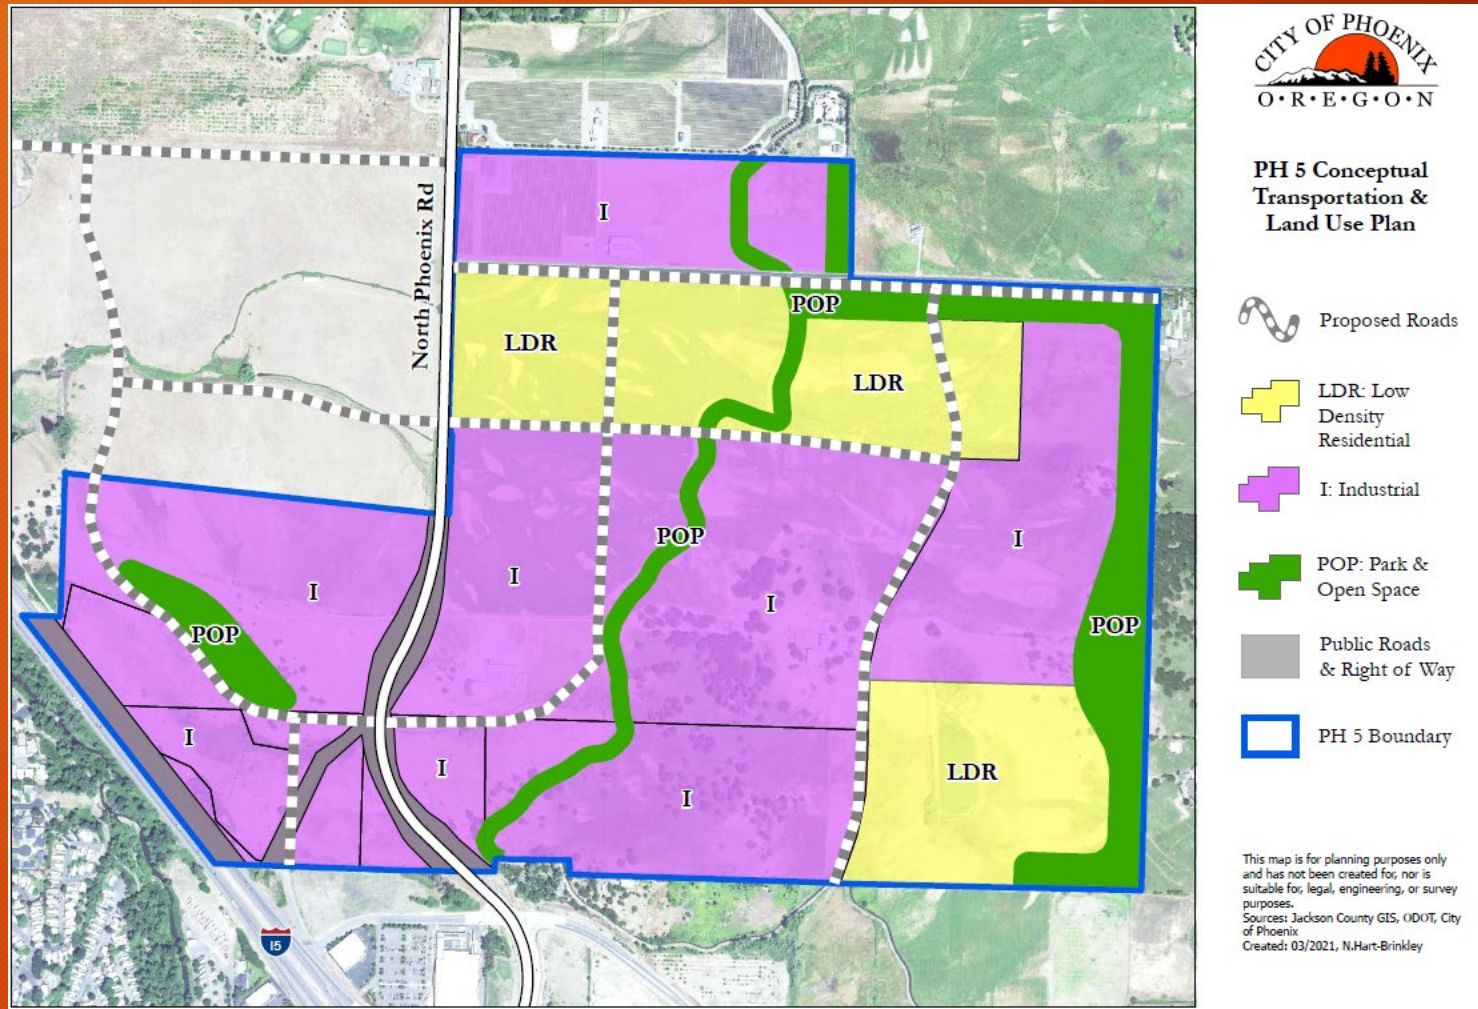 CITY OF PHOENIX
O·R·E·G·O·N
PH 5 Conceptual
Transportation &
Land Use Plan
Proposed Roads
LDR: Low
Density
Residential
I: Industrial
POP: Park &
Open Space
Public Roads
& Right of Way
PH 5 Boundary
This map is for planning purposes only
and has not been created for, nor is
suitable for, legal, engineering, or survey
purposes.
Sources: Jackson County GIS, ODOT, City
of Phoenix
Created: 03/2021, N.Hart-Brinkley
North Phoenix Rd
I
POP
LDR
LDR
POP
I
I
I
I
I
POP
POP
I
I
I
LDR
I5